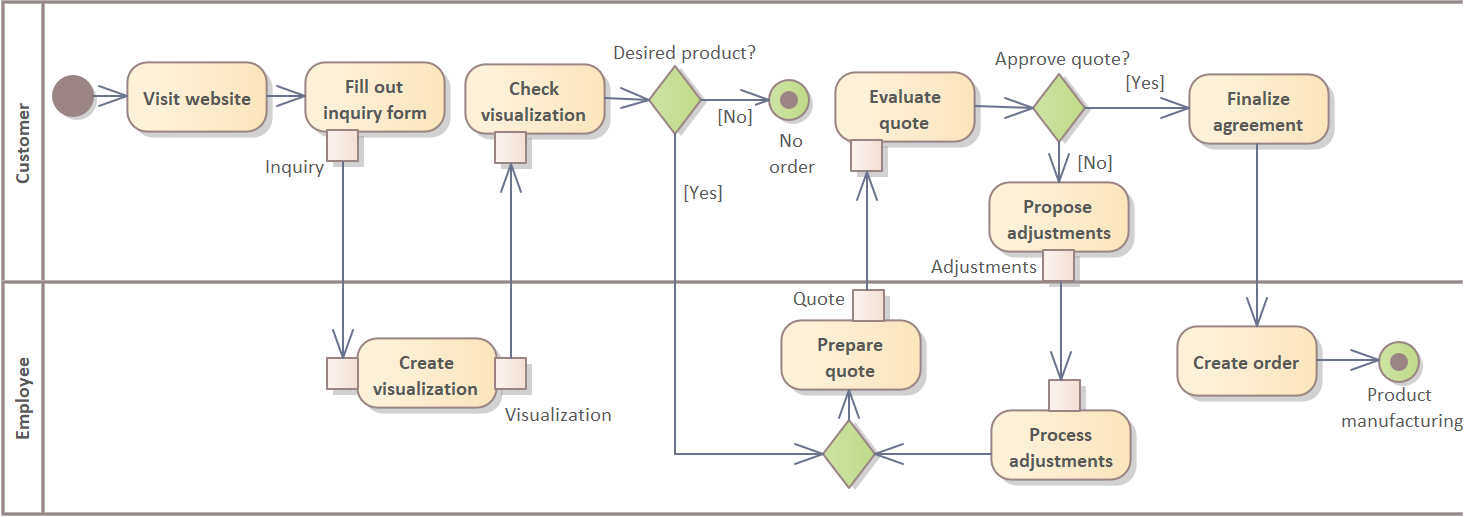 Customer
Visit website
Fill out
inquiry form
Inquiry
Check
visualization
Desired product?
[No]
No
order
[Yes]
Evaluate
quote
Approve quote?
[Yes]
[No]
Finalize
agreement
Propose
adjustments
Adjustments
Employee
Create
visualization
Visualization
Quote
Prepare
quote
Process
adjustments
Create order
Product
manufacturing